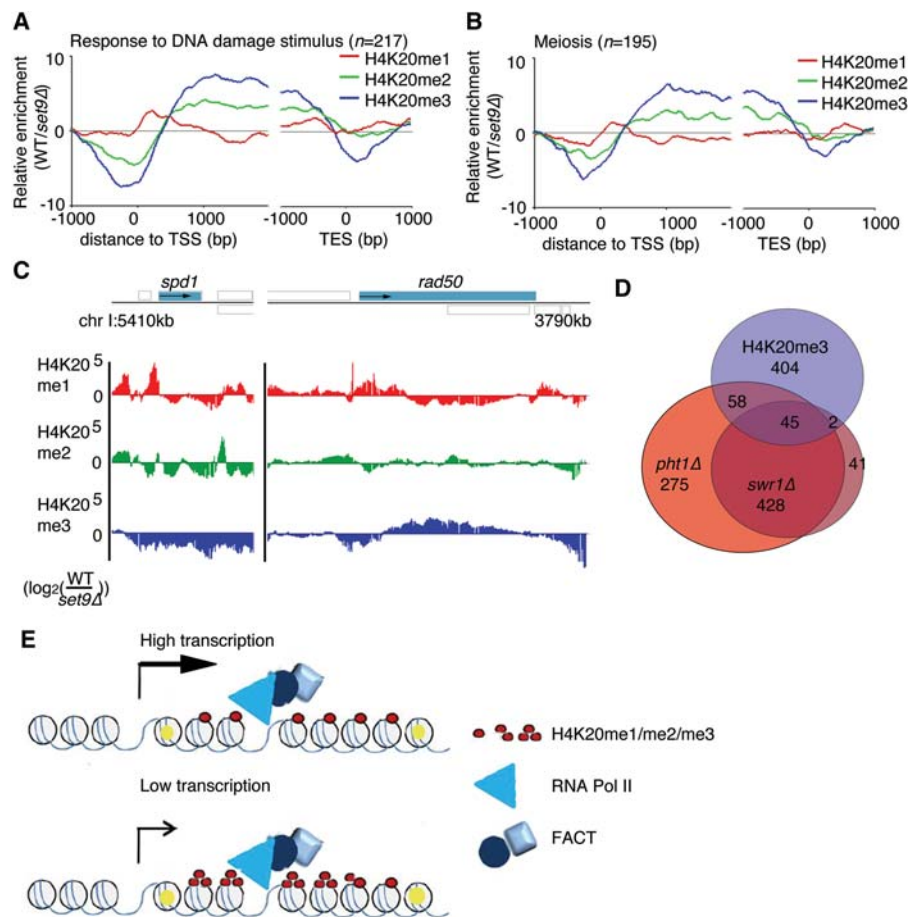 A
Response to DNA damage stimulus (n=217)
H4K20me1
H4K20me2
H4K20me3
Relative enrichment
(WT/set9Δ)
10
0
-10
-1000 0 1000 -1000 0 1000
distance to TSS (bp) TES (bp)
B
Meiosis (n=195)
H4K20me1
H4K20me2
H4K20me3
Relative enrichment
(WT/set9Δ)
10
0
-10
-1000 0 1000 -1000 0 1000
distance to TSS (bp) TES (bp)
C
spd1 rad50
chr I:5410kb 3790kb
H4K20 5
me1 0
H4K20 5
me2 0
H4K20 5
me3 0
(log2(WT
set9Δ))
D
H4K20me3
404
58
45 2
41
pht1Δ
275
swr1Δ
428
E
High transcription
Low transcription
H4K20me1/me2/me3
RNA Pol II
FACT